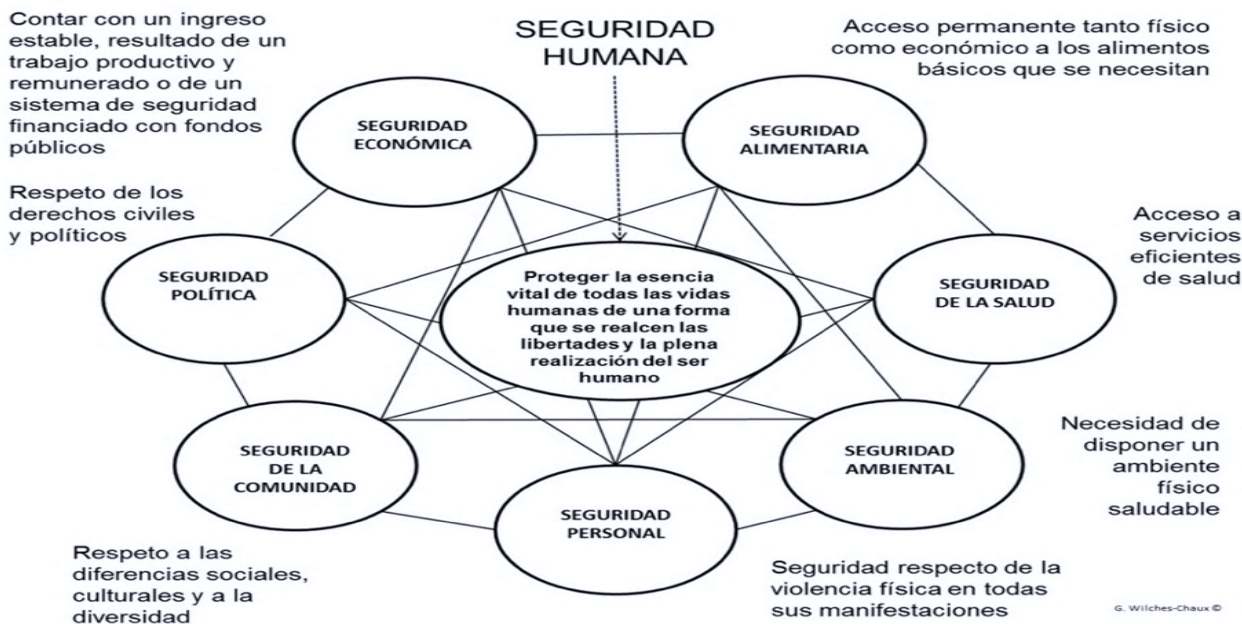 Contar con un ingreso
estable, resultado de un
trabajo productivo y
remunerado o de un
sistema de seguridad
financiado con fondos
públicos
SEGURIDAD
HUMANA
Acceso permanente tanto físico
como económico a los alimentos
básicos que se necesitan
SEGURIDAD
ECONÓMICA
SEGURIDAD
ALIMENTARIA
Respeto de los
derechos civiles
y políticos
Acceso a
servicios
eficientes
de salud
SEGURIDAD
POLÍTICA
Proteger la esencia
vital de todas las vidas
humanas de una forma
que se realcen las
libertades y la plena
realización del ser
humano
SEGURIDAD
DE LA SALUD
SEGURIDAD
DE LA
COMUNIDAD
SEGURIDAD
PERSONAL
SEGURIDAD
AMBIENTAL
Necesidad de
disponer un
ambiente
físico
saludable
Respeto a las
diferencias sociales,
culturales y a la
diversidad
Seguridad respecto de la
violencia física en todas
sus manifestaciones
G. Wilches-Chaux ©